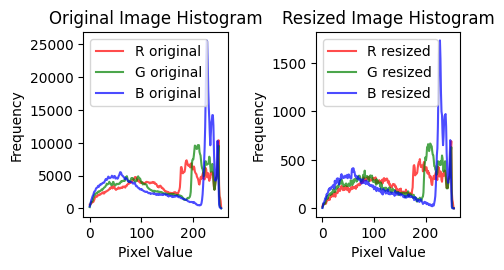 Original Image Histogram
Resized Image Histogram
R original
G original
B original
R resized
G resized
B resized
Frequency
25000
20000
15000
10000
5000
0
0
100
200
Pixel Value
Frequency
1500
1000
500
0
0
100
200
Pixel Value